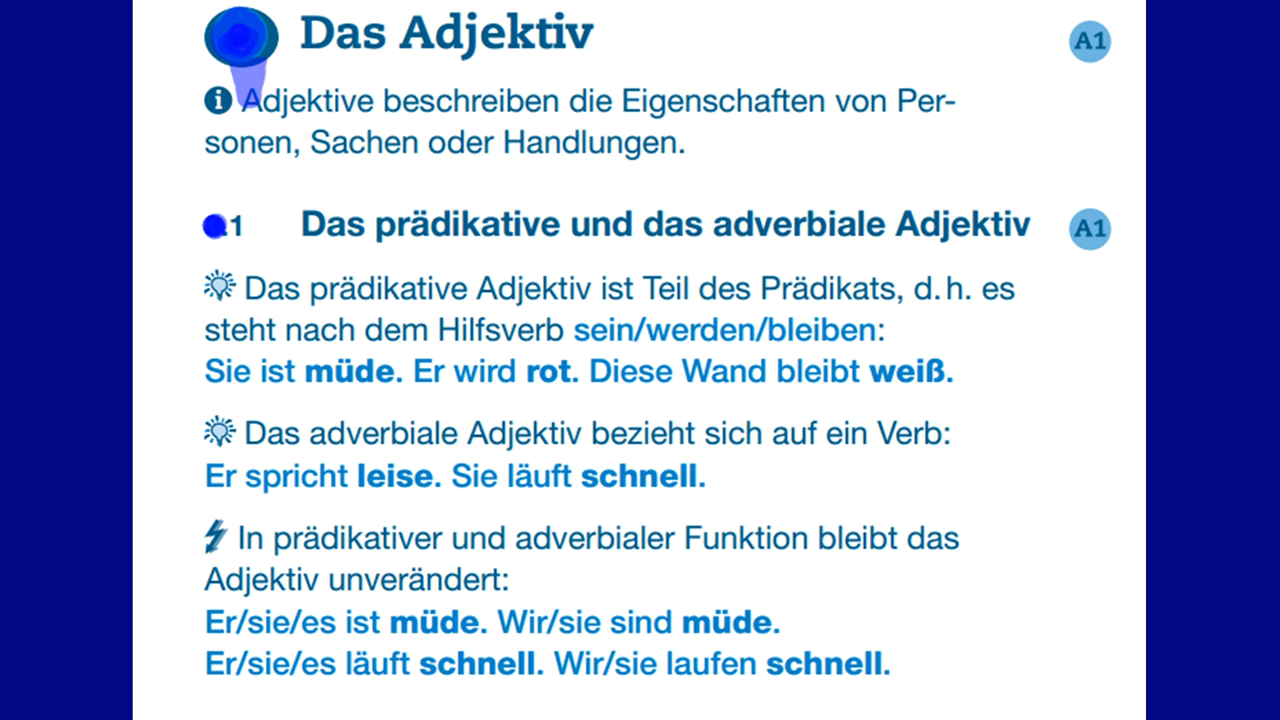 Das Adjektiv A1
Adjektive beschreiben die Eigenschaften von Per-
sonen, Sachen oder Handlungen.
1 Das prädikative und das adverbiale Adjektiv A1
Das prädikative Adjektiv ist Teil des Prädikats, d. h. es
steht nach dem Hilfsverb sein/werden/bleiben:
Sie ist müde. Er wird rot. Diese Wand bleibt weiß.
Das adverbiale Adjektiv bezieht sich auf ein Verb:
Er spricht leise. Sie läuft schnell.
In prädikativer und adverbialer Funktion bleibt das
Adjektiv unverändert:
Er/sie/es ist müde. Wir/sie sind müde.
Er/sie/es läuft schnell. Wir/sie laufen schnell.